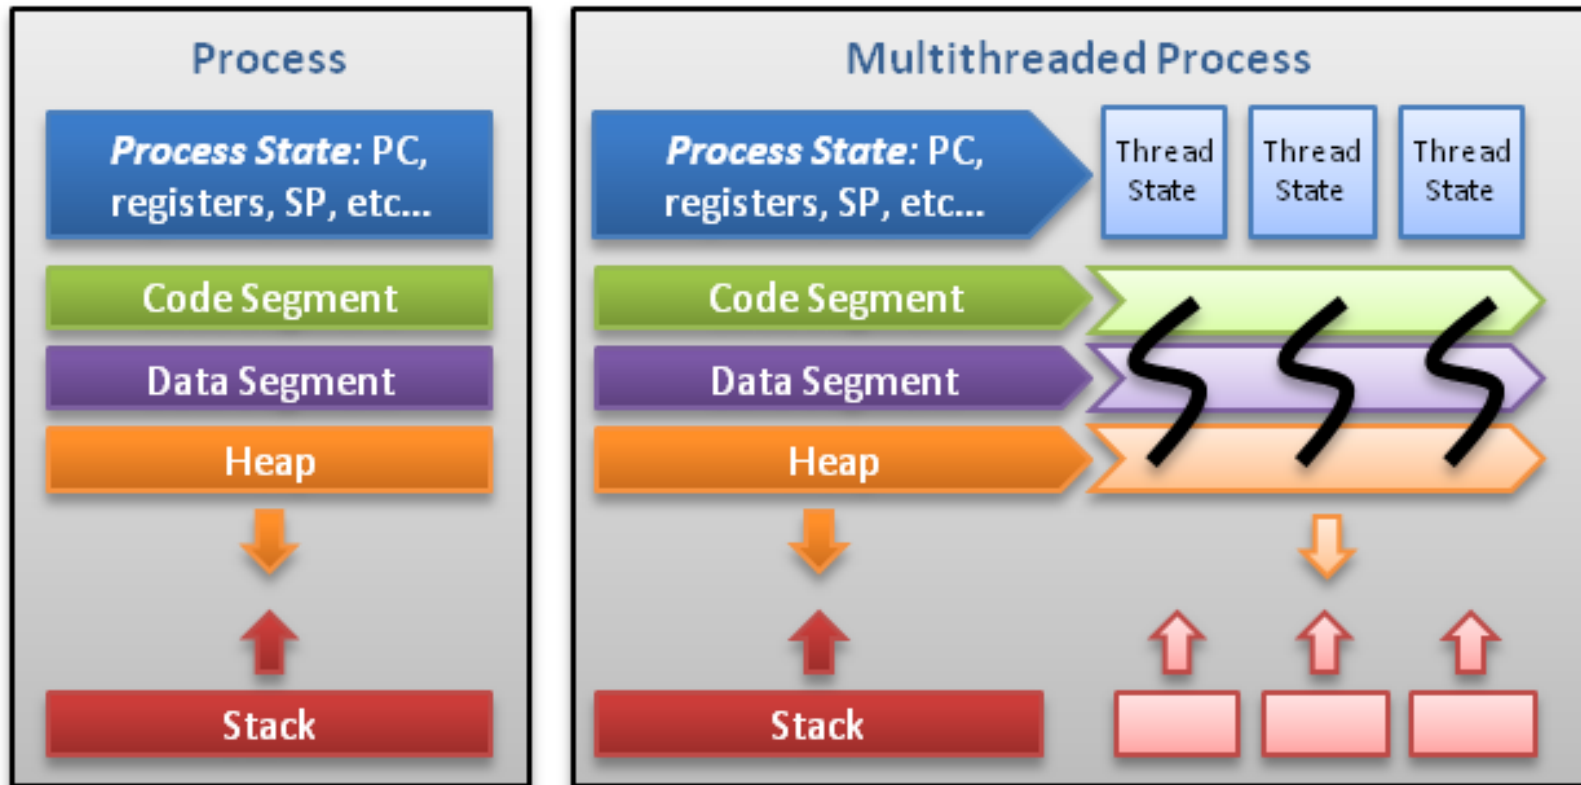 Process
Process State: PC,
registers, SP, etc...
Code Segment
Data Segment
Heap
Stack
Multithreaded Process
Process State: PC,
registers, SP, etc...
Thread
State
Thread
State
Thread
State
Code Segment
Data Segment
Heap
Stack